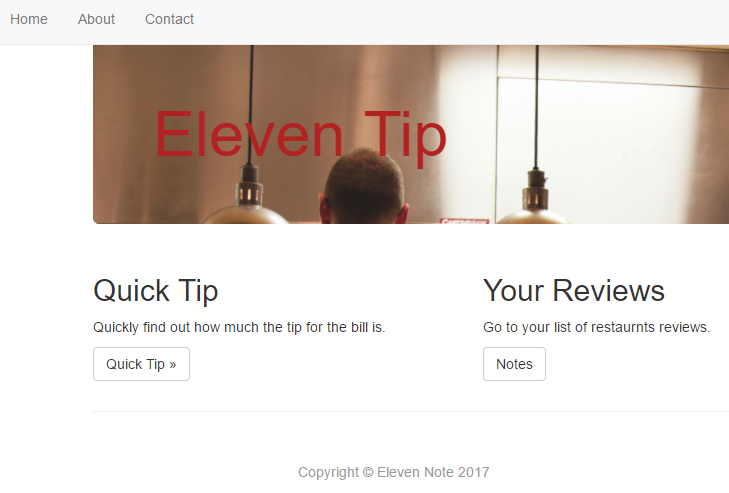 Home About Contact
Eleven Tip
Quick Tip
Quickly find out how much the tip for the bill is.
Quick Tip »
Your Reviews
Go to your list of restaurnts reviews.
Notes
Copyright © Eleven Note 2017